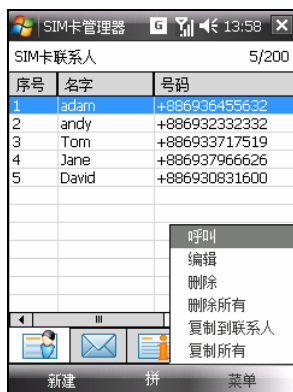 SIM卡管理器 G 13:58
SIM卡联系人 5/200
序号 名字 号码
1 adam +886936455632
2 andy +886932332332
3 Tom +886933717519
4 Jane +886937966626
5 David +886930831600
呼叫
编辑
删除
删除所有
复制到联系人
复制所有
新建 拼 菜单